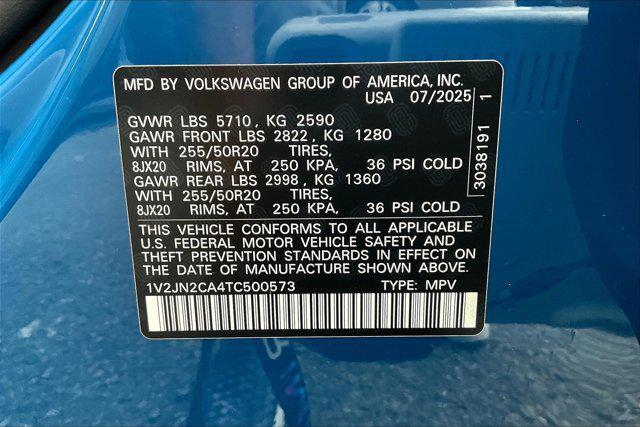 MFD BY VOLKSWAGEN GROUP OF AMERICA, INC.
USA 07/2025
GVWR LBS 5710, KG 2590
GAWR FRONT LBS 2822, KG 1280
WITH 255/50R20 TIRES,
8JX20 RIMS, AT 250 KPA, 36 PSI COLD
GAWR REAR LBS 2998, KG 1360
WITH 255/50R20 TIRES,
8JX20 RIMS, AT 250 KPA, 36 PSI COLD
THIS VEHICLE CONFORMS TO ALL APPLICABLE
U.S. FEDERAL MOTOR VEHICLE SAFETY AND
THEFT PREVENTION STANDARDS IN EFFECT ON
THE DATE OF MANUFACTURE SHOWN ABOVE.
1V2JN2CA4TC500573 TYPE: MPV
3038191 1